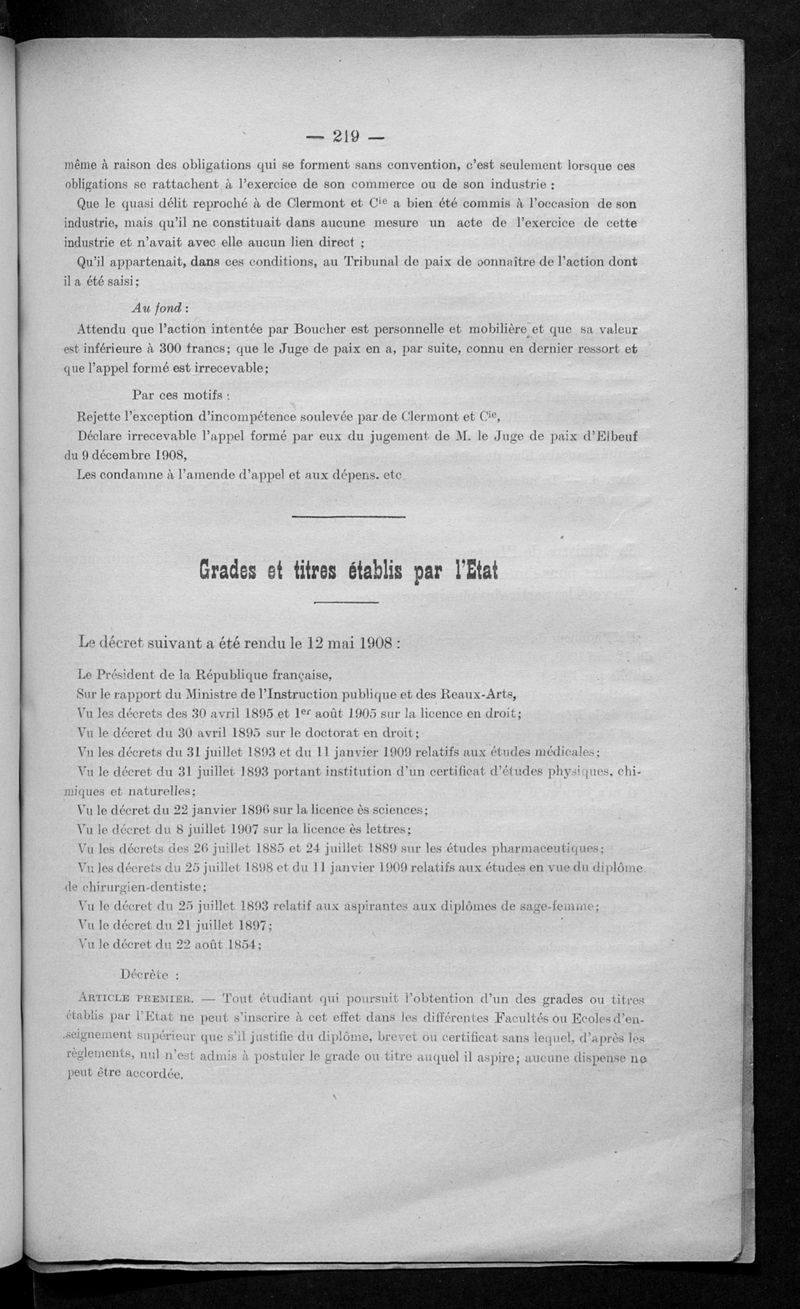 — 219 —
même à raison des obligations qui se forment sans convention, c'est seulement lorsque ces
obligations se rattachent à l'exercice de son commerce ou de son industrie :
Que le quasi délit reproché à de Clermont et Cie a bien été commis à l'occasion de son
industrie, mais qu'il ne constituait dans aucune mesure un acte de l'exercice de cette
industrie et n'avait avec elle aucun lien direct ;
Qu'il appartenait, dans ces conditions, au Tribunal de paix de connaître de l'action dont
il a été saisi ;
Au fond :
Attendu que l'action intentée par Boucher est personnelle et mobilière et que sa valeur
est inférieure à 300 francs; que le Juge de paix en a, par suite, connu en dernier ressort et
que l'appel formé est irrecevable;
Par ces motifs :
Rejette l'exception d'incompétence soulevée par de Clermont et Cie,
Déclare irrecevable l'appel formé par eux du jugement de M. le Juge de paix d'Elbeuf
du 9 décembre 1908,
Les condamne à l'amende d'appel et aux dépens. etc
Grades et titres établis par l'Etat
Le décret suivant a été rendu le 12 mai 1908 :
Le Président de la République française,
Sur le rapport du Ministre de l'Instruction publique et des Reaux-Arts,
Vu les décrets des 30 avril 1895 et 1er août 1905 sur la licence en droit;
Vu le décret du 30 avril 1895 sur le doctorat en droit;
Vu les décrets du 31 juillet 1893 et du 11 janvier 1909 relatifs aux études médicales;
Vu le décret du 31 juillet 1893 portant institution d'un certificat d'études physiques, chi-
miques et naturelles;
Vu le décret du 22 janvier 1896 sur la licence ès sciences;
Vu le décret du 8 juillet 1907 sur la licence ès lettres;
Vu les décrets des 26 juillet 1885 et 24 juillet 1889 sur les études pharmaceutiques;
Vu les décrets du 25 juillet 1898 et du 11 janvier 1909 relatifs aux études en vue du diplôme
de chirurgien-dentiste;
Vu le décret du 25 juillet 1893 relatif aux aspirantes aux diplômes de sage-femme;
Vu le décret du 21 juillet 1897;
Vu le décret du 22 août 1854;
Décrète :
ARTICLE PREMIER. — Tout étudiant qui poursuit l'obtention d'un des grades ou titres
établis par l'Etat ne peut s'inscrire à cet effet dans les différentes Facultés ou Ecoles d'en-
seignement supérieur que s'il justifie du diplôme, brevet ou certificat sans lequel, d'après les
règlements, nul n'est admis à postuler le grade ou titre auquel il aspire; aucune dispense ne
peut être accordée.